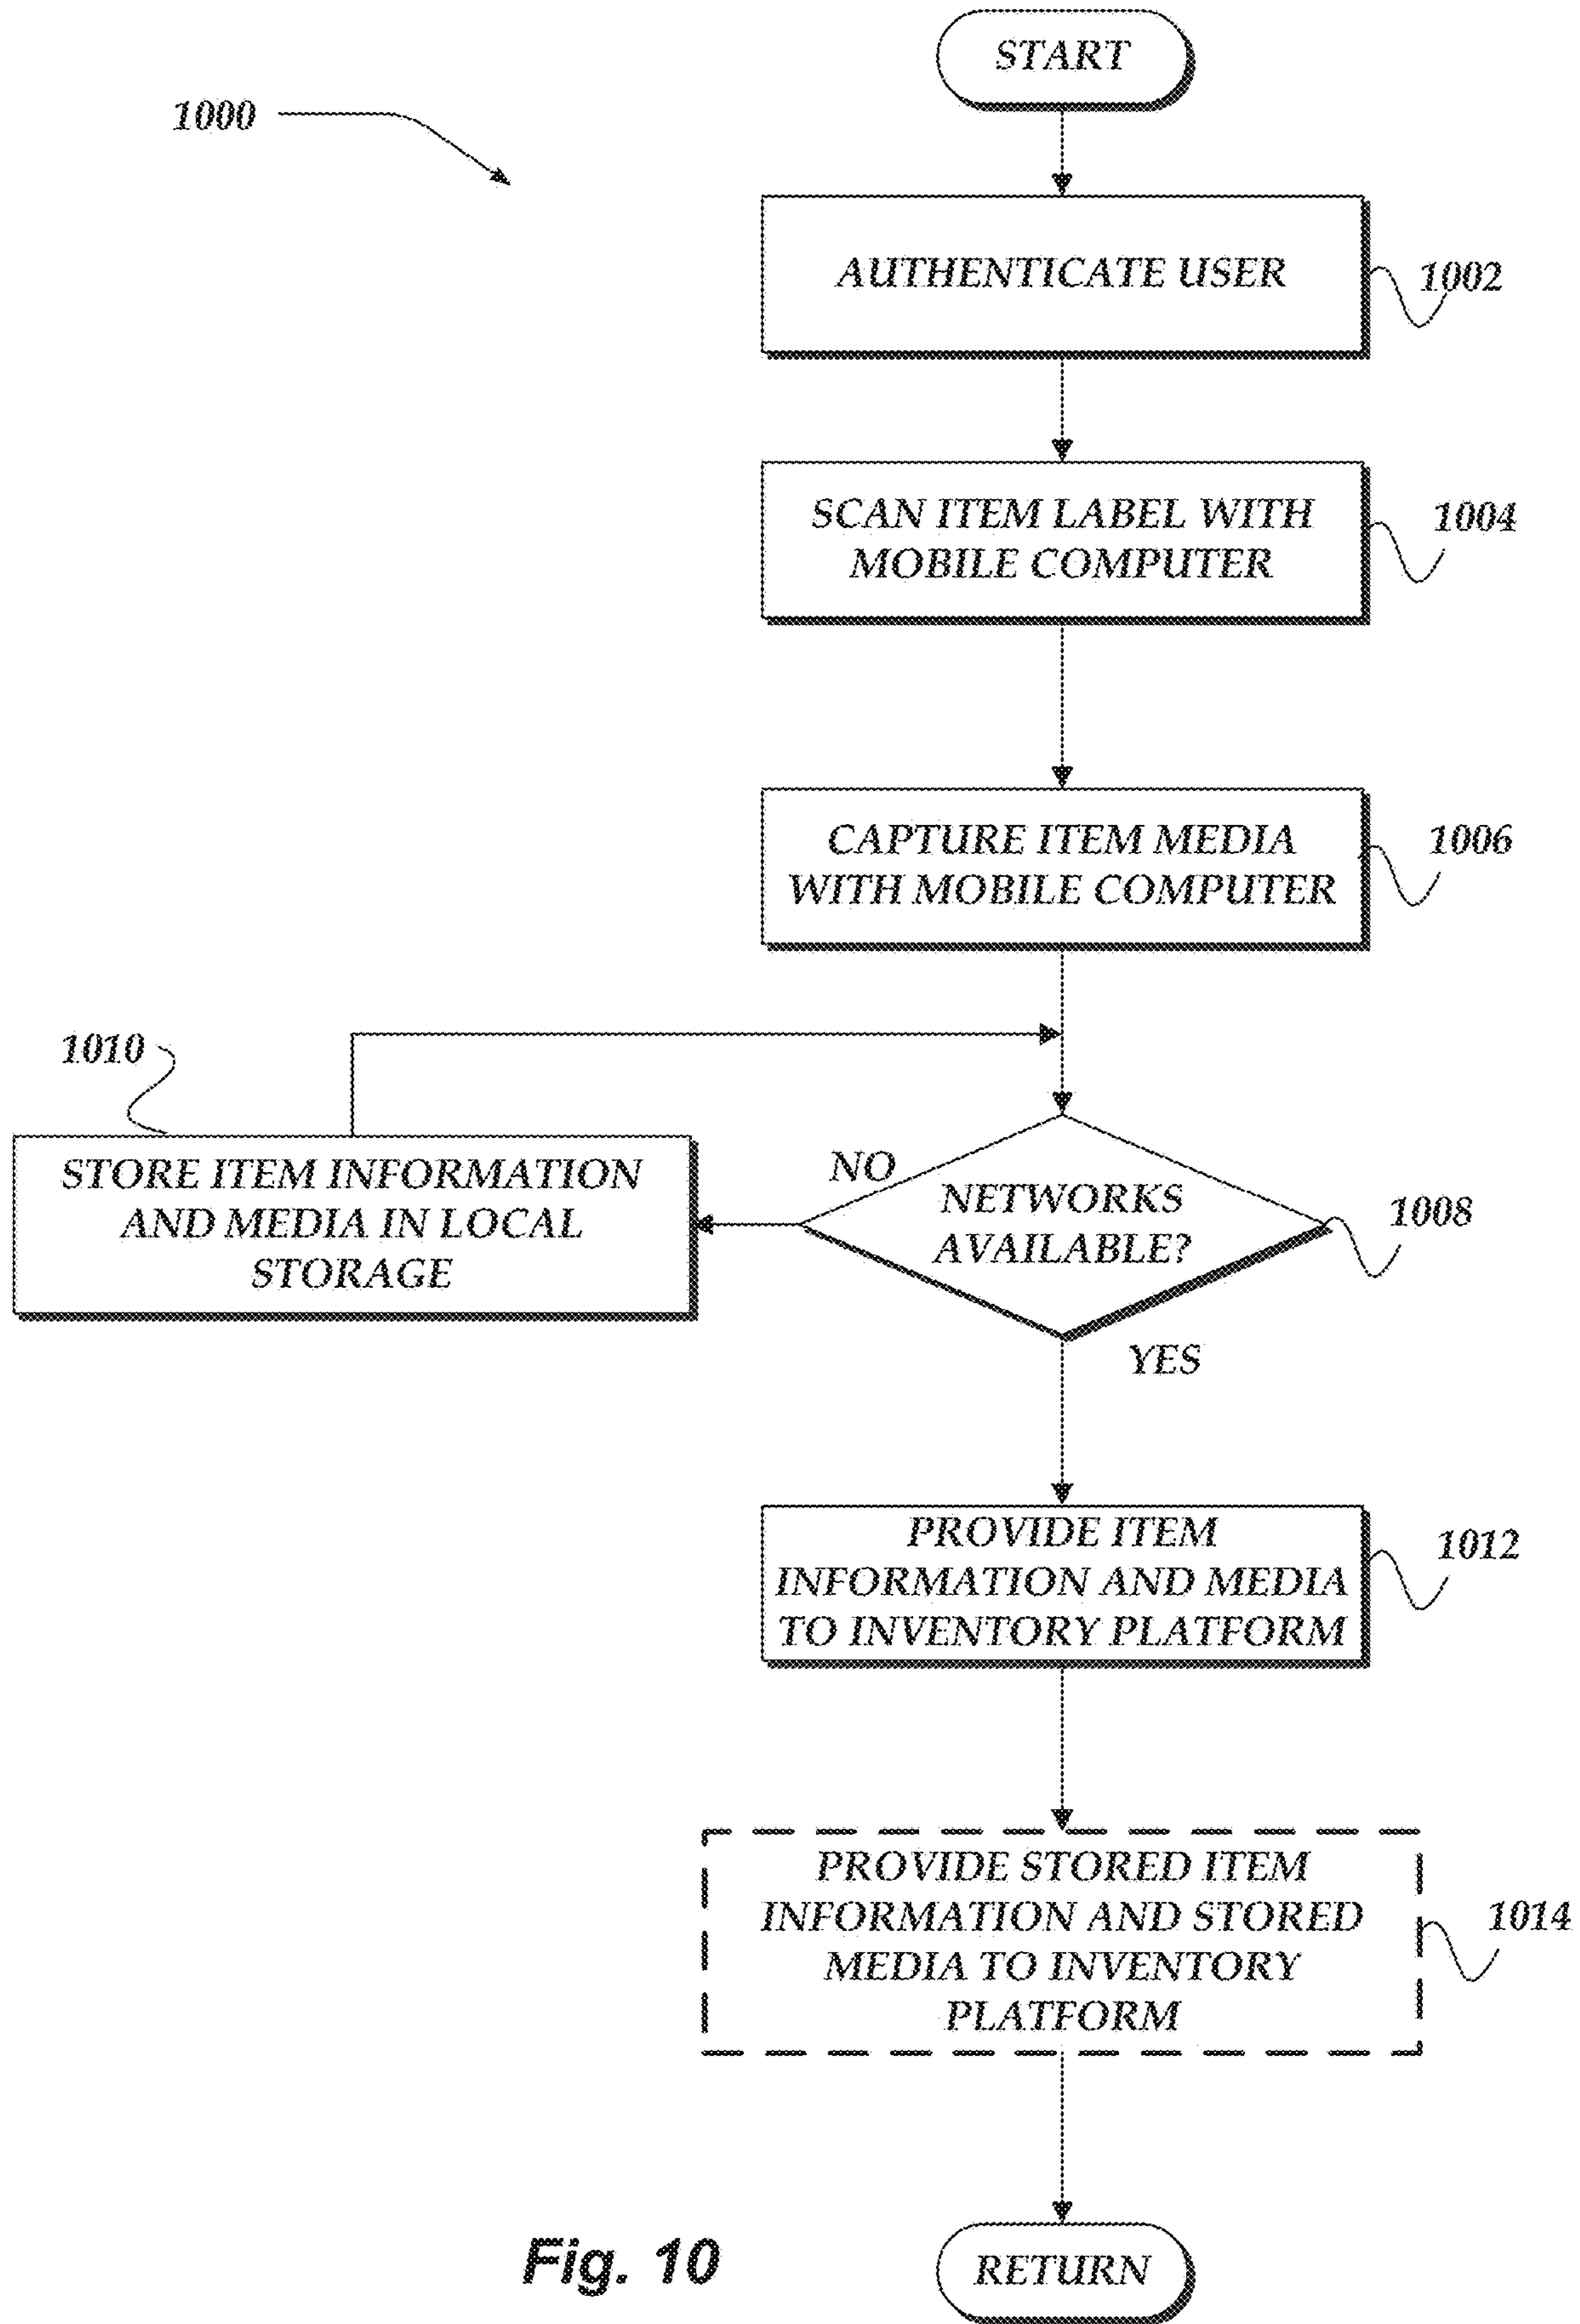 START
1000
AUTHENTICATE USER
1002
SCAN ITEM LABEL WITH
MOBILE COMPUTER
1004
CAPTURE ITEM MEDIA
WITH MOBILE COMPUTER
1006
1010
STORE ITEM INFORMATION
AND MEDIA IN LOCAL
STORAGE
NO
NETWORKS
AVAILABLE?
1008
YES
PROVIDE ITEM
INFORMATION AND MEDIA
TO INVENTORY PLATFORM
1012
PROVIDE STORED ITEM
INFORMATION AND STORED
MEDIA TO INVENTORY
PLATFORM
1014
Fig. 10
RETURN